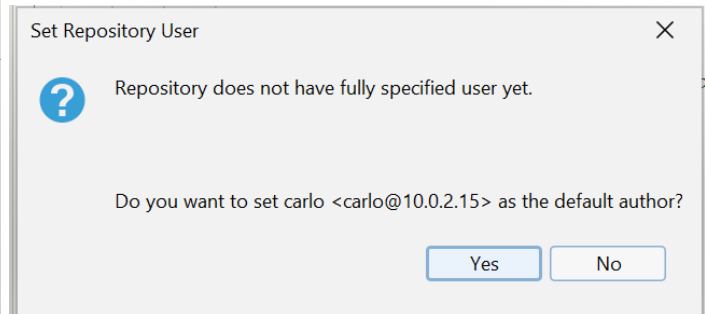 Set Repository User
Repository does not have fully specified user yet.
Do you want to set carlo <carlo@10.0.2.15> as the default author?
Yes
No